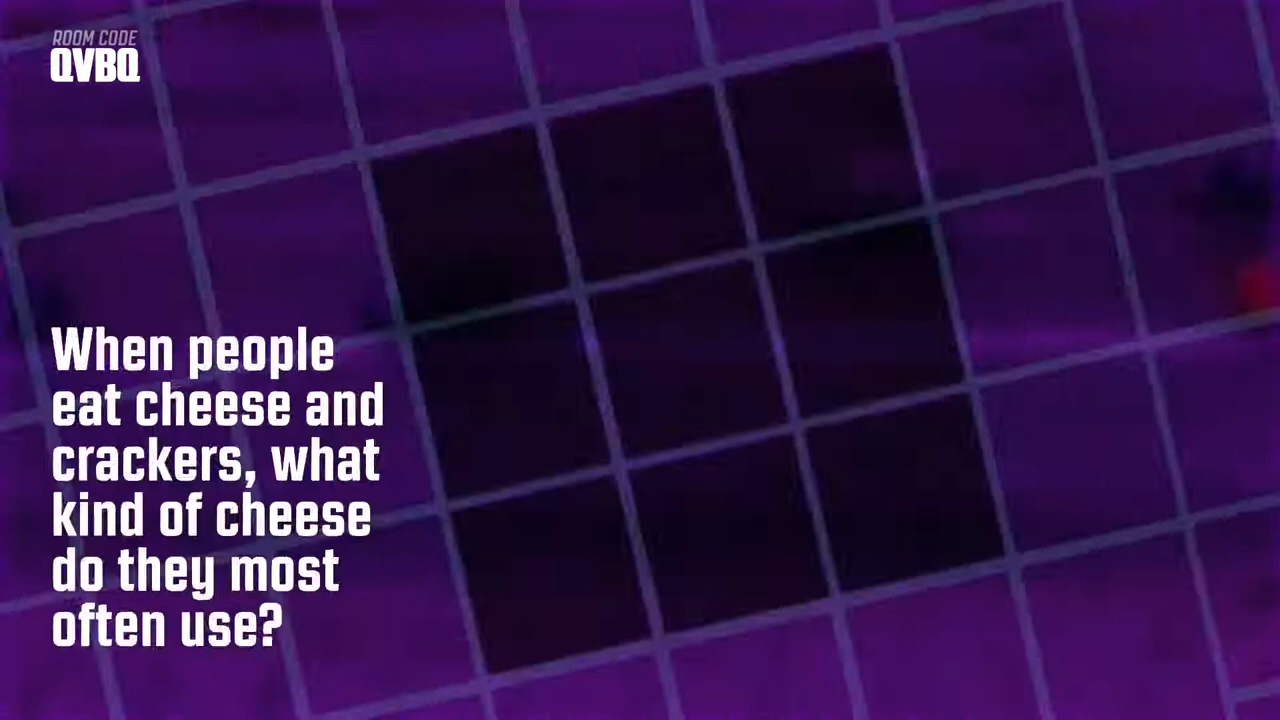 ROOM CODE
QVBQ
When people
eat cheese and
crackers, what
kind of cheese
do they most
often use?